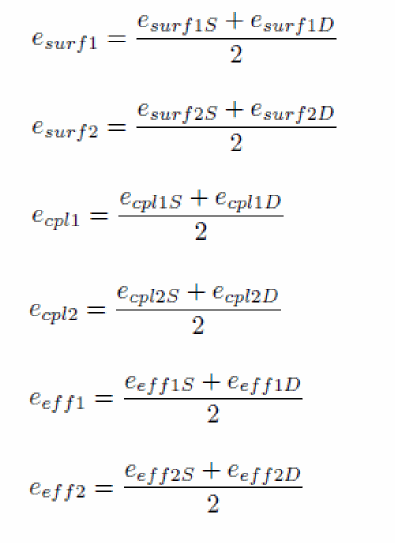 e_{surf1} = \frac{e_{surf1S} + e_{surf1D}}{2}
e_{surf2} = \frac{e_{surf2S} + e_{surf2D}}{2}
e_{cpl1} = \frac{e_{cpl1S} + e_{cpl1D}}{2}
e_{cpl2} = \frac{e_{cpl2S} + e_{cpl2D}}{2}
e_{eff1} = \frac{e_{eff1S} + e_{eff1D}}{2}
e_{eff2} = \frac{e_{eff2S} + e_{eff2D}}{2}